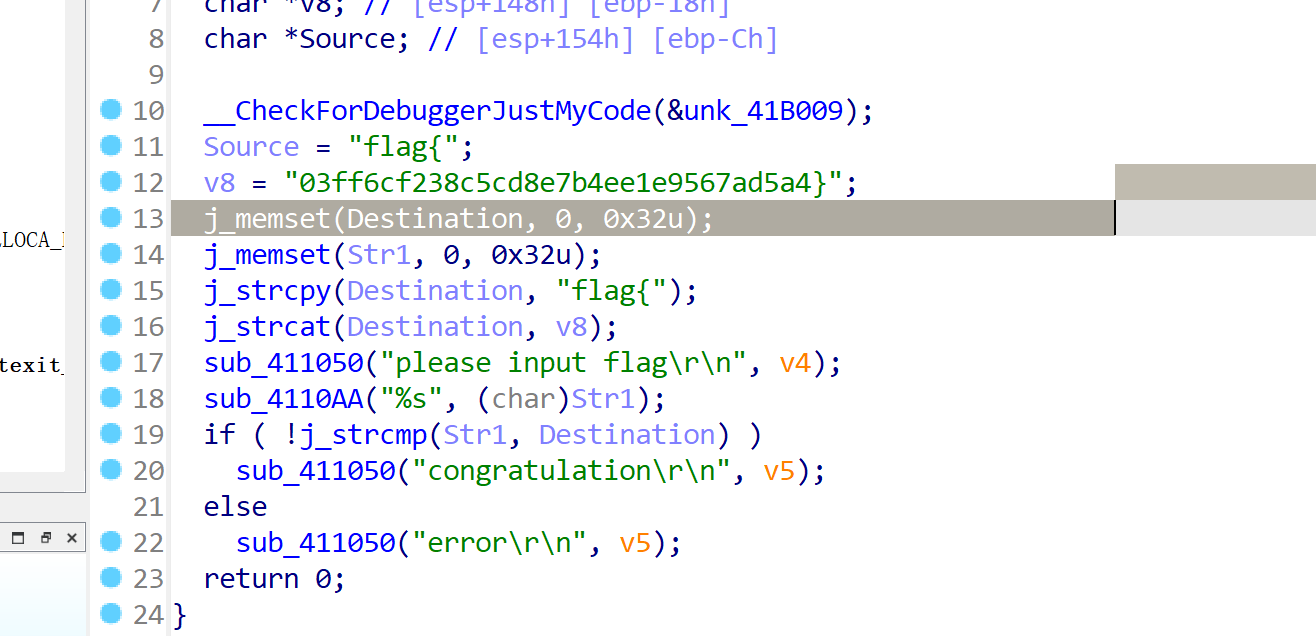 7 char *v8; // [esp+148h] [ebp-18h]
8 char *Source; // [esp+154h] [ebp-Ch]
9
10 __CheckForDebuggerJustMyCode(&unk_41B009);
11 Source = "flag{";
12 v8 = "03ff6cf238c5cd8e7b4ee1e9567ad5a4}";
13 j_memset(Destination, 0, 0x32u);
LLOCA_
14 j_memset(Str1, 0, 0x32u);
15 j_strcpy(Destination, "flag{");
16 j_strcat(Destination, v8);
17 sub_411050("please input flag\r\n", v4);
texit_
18 sub_4110AA("%s", (char)Str1);
19 if ( !j_strcmp(Str1, Destination) )
20 sub_411050("congratulation\r\n", v5);
21 else
22 sub_411050("error\r\n", v5);
23 return 0;
24 }